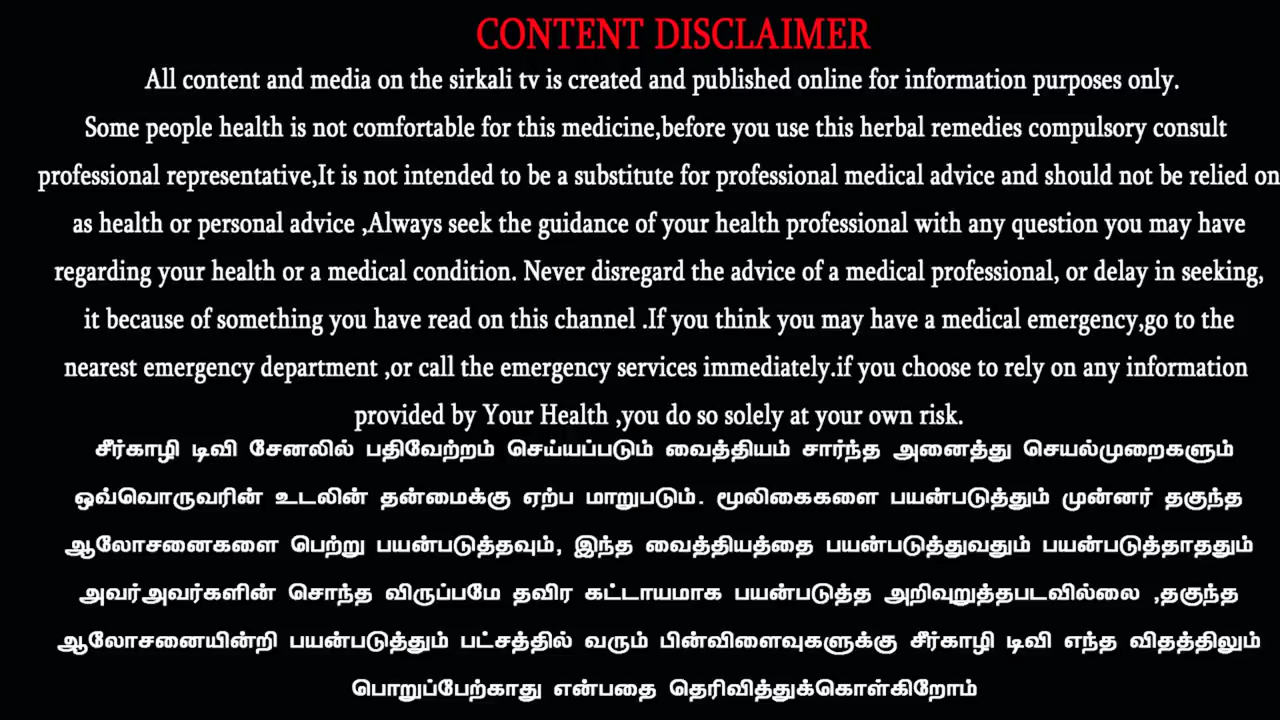 CONTENT DISCLAIMER
All content and media on the sirkali tv is created and published online for information purposes only.
Some people health is not comfortable for this medicine,before you use this herbal remedies compulsory consult
professional representative,It is not intended to be a substitute for professional medical advice and should not be relied on
as health or personal advice ,Always seek the guidance of your health professional with any question you may have
regarding your health or a medical condition. Never disregard the advice of a medical professional, or delay in seeking,
it because of something you have read on this channel .If you think you may have a medical emergency,go to the
nearest emergency department ,or call the emergency services immediately.if you choose to rely on any information
provided by Your Health ,you do so solely at your own risk.
சீர்காழி டிவி சேனலில் பதிவேற்றம் செய்யப்படும் வைத்தியம் சார்ந்த அனைத்து செயல்முறைகளும்
ஒவ்வொருவரின் உடலின் தன்மைக்கு ஏற்ப மாறுபடும். மூலிகைகளை பயன்படுத்தும் முன்னர் தகுந்த
ஆலோசனைகளை பெற்று பயன்படுத்தவும், இந்த வைத்தியத்தை பயன்படுத்துவதும் பயன்படுத்தாததும்
அவர்அவர்களின் சொந்த விருப்பமே தவிர கட்டாயமாக பயன்படுத்த அறிவுறுத்தபடவில்லை ,தகுந்த
ஆலோசனையின்றி பயன்படுத்தும் பட்சத்தில் வரும் பின்விளைவுகளுக்கு சீர்காழி டிவி எந்த விதத்திலும்
பொறுப்பேற்காது என்பதை தெரிவித்துக்கொள்கிறோம்